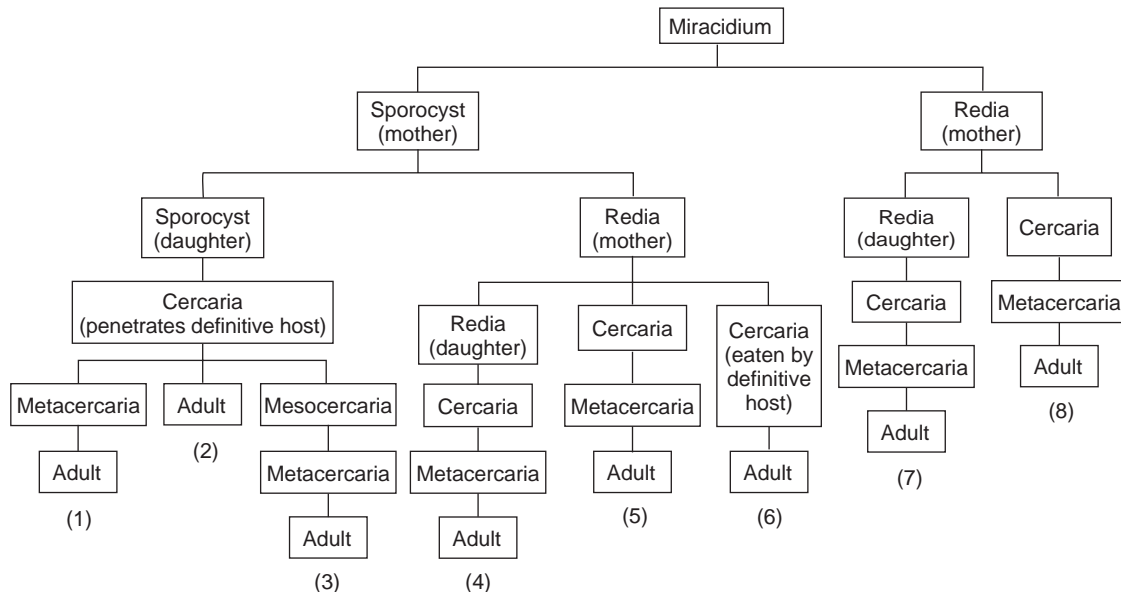 Miracidium
Sporocyst
(mother)
Redia
(mother)
Sporocyst
(daughter)
Redia
(mother)
Redia
(daughter)
Cercaria
Cercaria
(penetrates definitive host)
Redia
(daughter)
Cercaria
Cercaria
(eaten by
definitive
host)
Cercaria
Metacercaria
Metacercaria
Adult
Mesocercaria
Cercaria
Metacercaria
Metacercaria
Adult
(8)
Adult
(1)
(2)
Metacercaria
Adult
(3)
Metacercaria
Adult
(4)
Adult
(5)
Adult
(6)
Adult
(7)